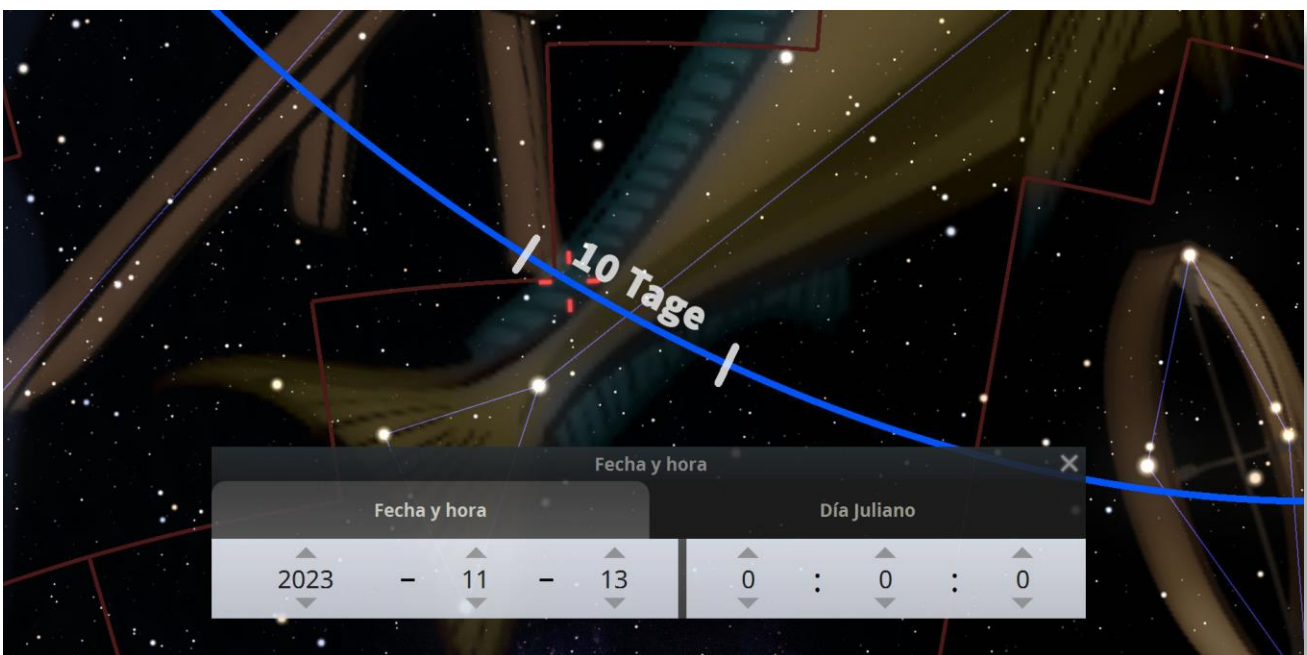 10 Tage
Fecha y hora
Fecha y hora
Día Juliano
2023 - 11 - 13 0 : 0 : 0